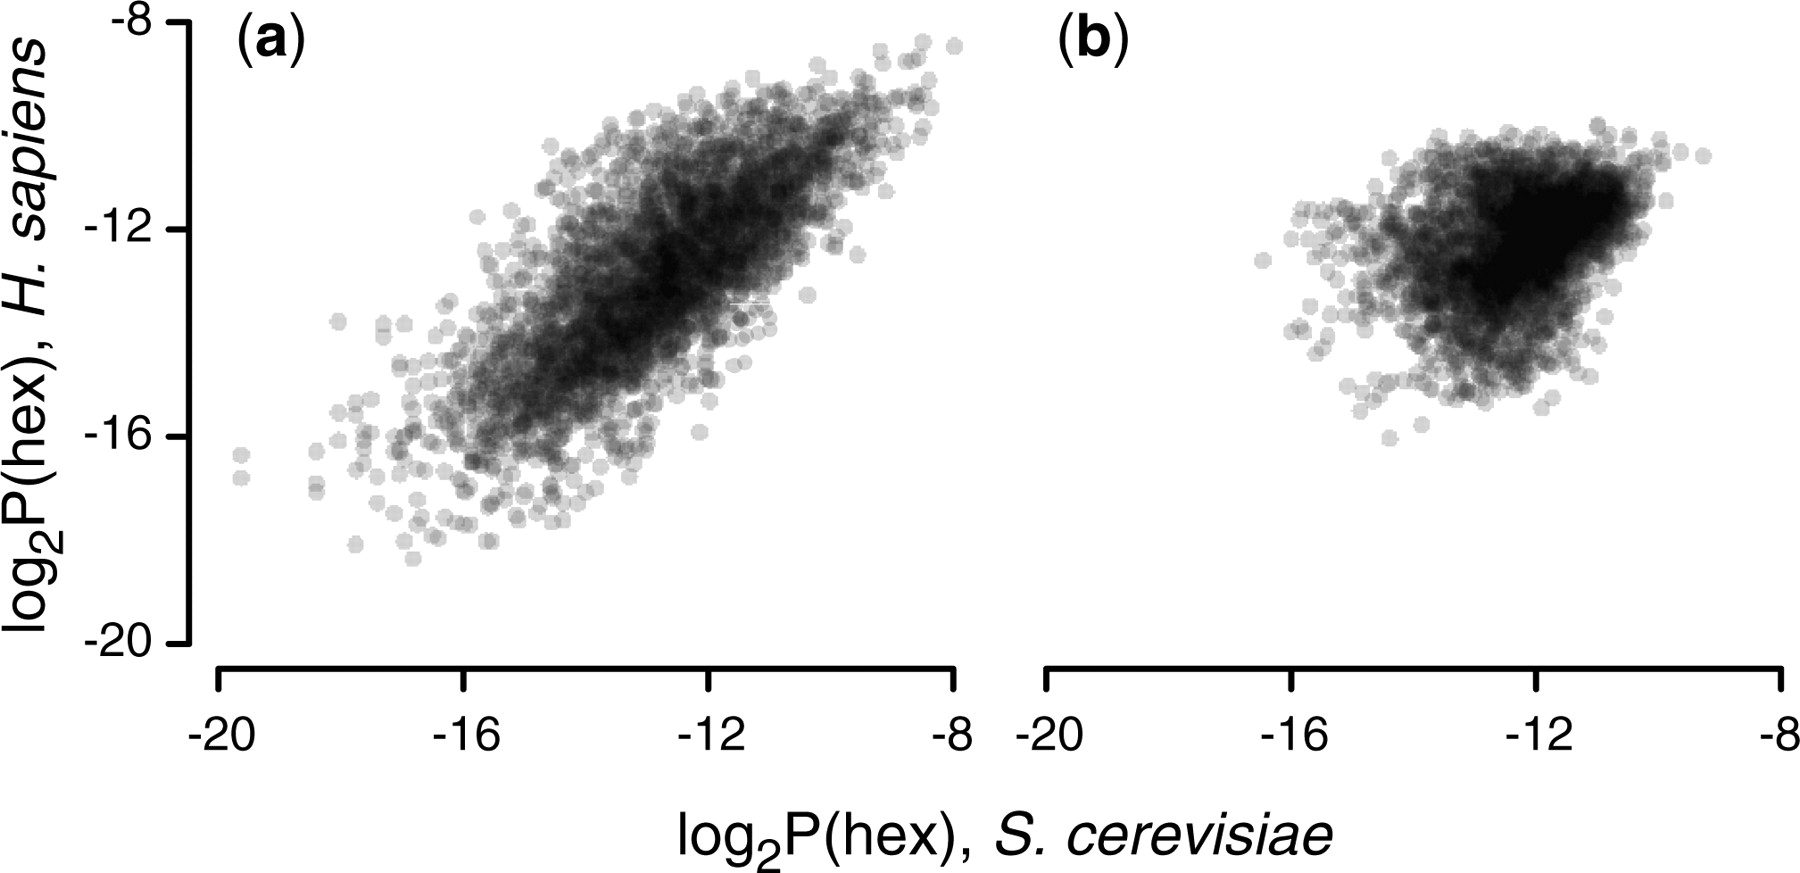 (a) (b)
log2P(hex), H. sapiens
-8
-12
-16
-20
-20 -16 -12 -8 -20 -16 -12 -8
log2P(hex), S. cerevisiae